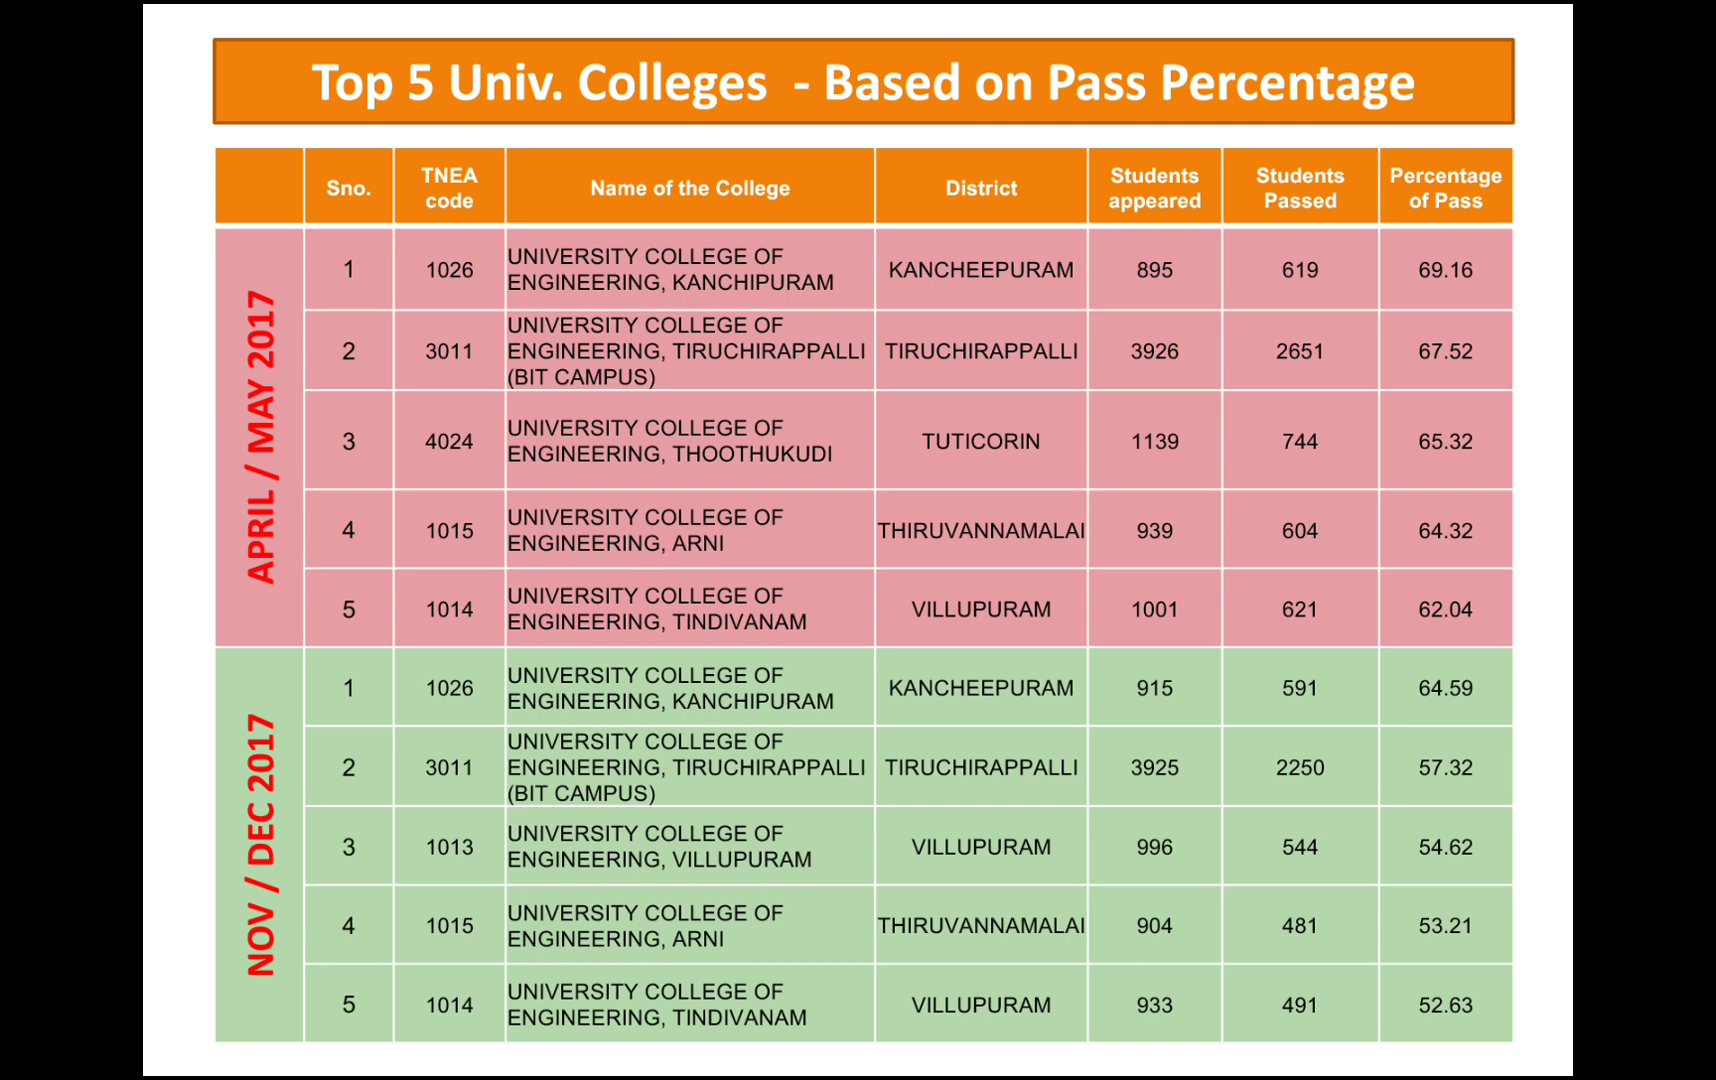 Top 5 Univ. Colleges - Based on Pass Percentage
Sno.
TNEA
code
Name of the College
District
Students
appeared
Students
Passed
Percentage
of Pass
APRIL / MAY 2017
1
1026
UNIVERSITY COLLEGE OF
ENGINEERING, KANCHIPURAM
KANCHEEPURAM
895
619
69.16
2
3011
UNIVERSITY COLLEGE OF
ENGINEERING, TIRUCHIRAPPALLI
(BIT CAMPUS)
TIRUCHIRAPPALLI
3926
2651
67.52
3
4024
UNIVERSITY COLLEGE OF
ENGINEERING, THOOTHUKUDI
TUTICORIN
1139
744
65.32
4
1015
UNIVERSITY COLLEGE OF
ENGINEERING, ARNI
THIRUVANNAMALAI
939
604
64.32
5
1014
UNIVERSITY COLLEGE OF
ENGINEERING, TINDIVANAM
VILLUPURAM
1001
621
62.04
NOV / DEC 2017
1
1026
UNIVERSITY COLLEGE OF
ENGINEERING, KANCHIPURAM
KANCHEEPURAM
915
591
64.59
2
3011
UNIVERSITY COLLEGE OF
ENGINEERING, TIRUCHIRAPPALLI
(BIT CAMPUS)
TIRUCHIRAPPALLI
3925
2250
57.32
3
1013
UNIVERSITY COLLEGE OF
ENGINEERING, VILLUPURAM
VILLUPURAM
996
544
54.62
4
1015
UNIVERSITY COLLEGE OF
ENGINEERING, ARNI
THIRUVANNAMALAI
904
481
53.21
5
1014
UNIVERSITY COLLEGE OF
ENGINEERING, TINDIVANAM
VILLUPURAM
933
491
52.63